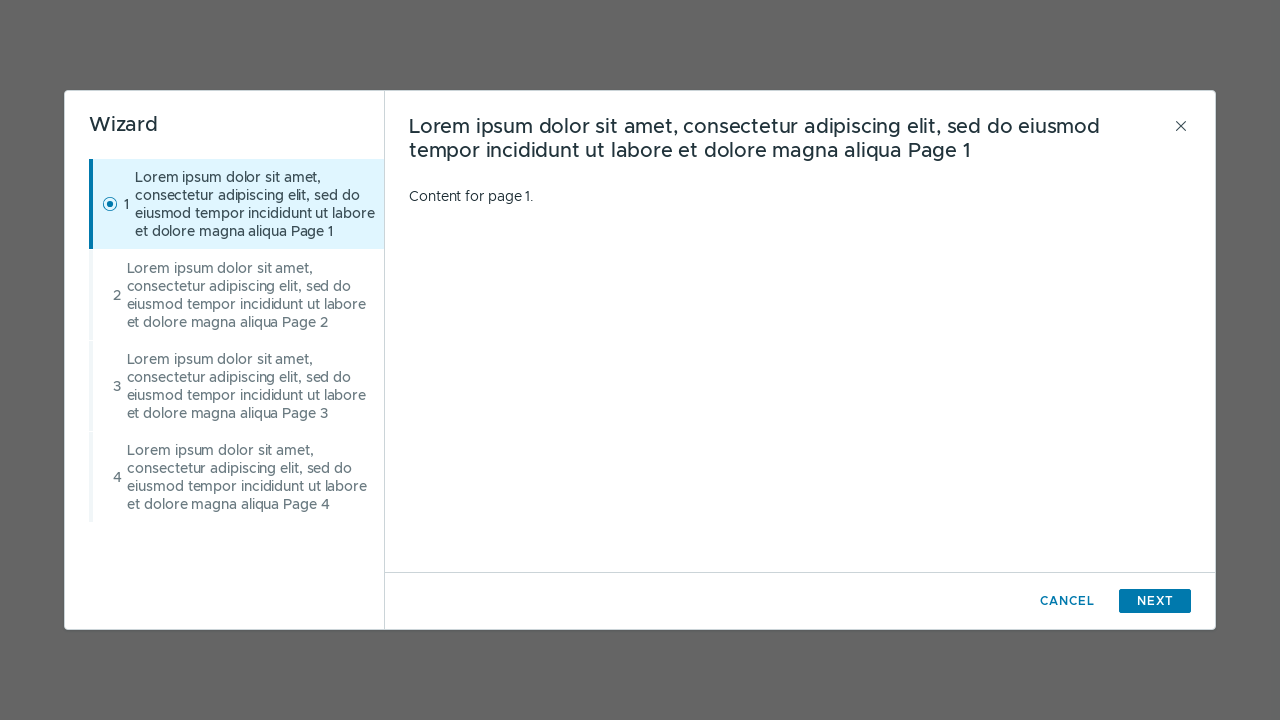 Wizard
1
Lorem ipsum dolor sit amet,
consectetur adipiscing elit, sed do
eiusmod tempor incididunt ut labore
et dolore magna aliqua Page 1
2
Lorem ipsum dolor sit amet,
consectetur adipiscing elit, sed do
eiusmod tempor incididunt ut labore
et dolore magna aliqua Page 2
3
Lorem ipsum dolor sit amet,
consectetur adipiscing elit, sed do
eiusmod tempor incididunt ut labore
et dolore magna aliqua Page 3
4
Lorem ipsum dolor sit amet,
consectetur adipiscing elit, sed do
eiusmod tempor incididunt ut labore
et dolore magna aliqua Page 4
Lorem ipsum dolor sit amet, consectetur adipiscing elit, sed do eiusmod
tempor incididunt ut labore et dolore magna aliqua Page 1
Content for page 1.
CANCEL
NEXT